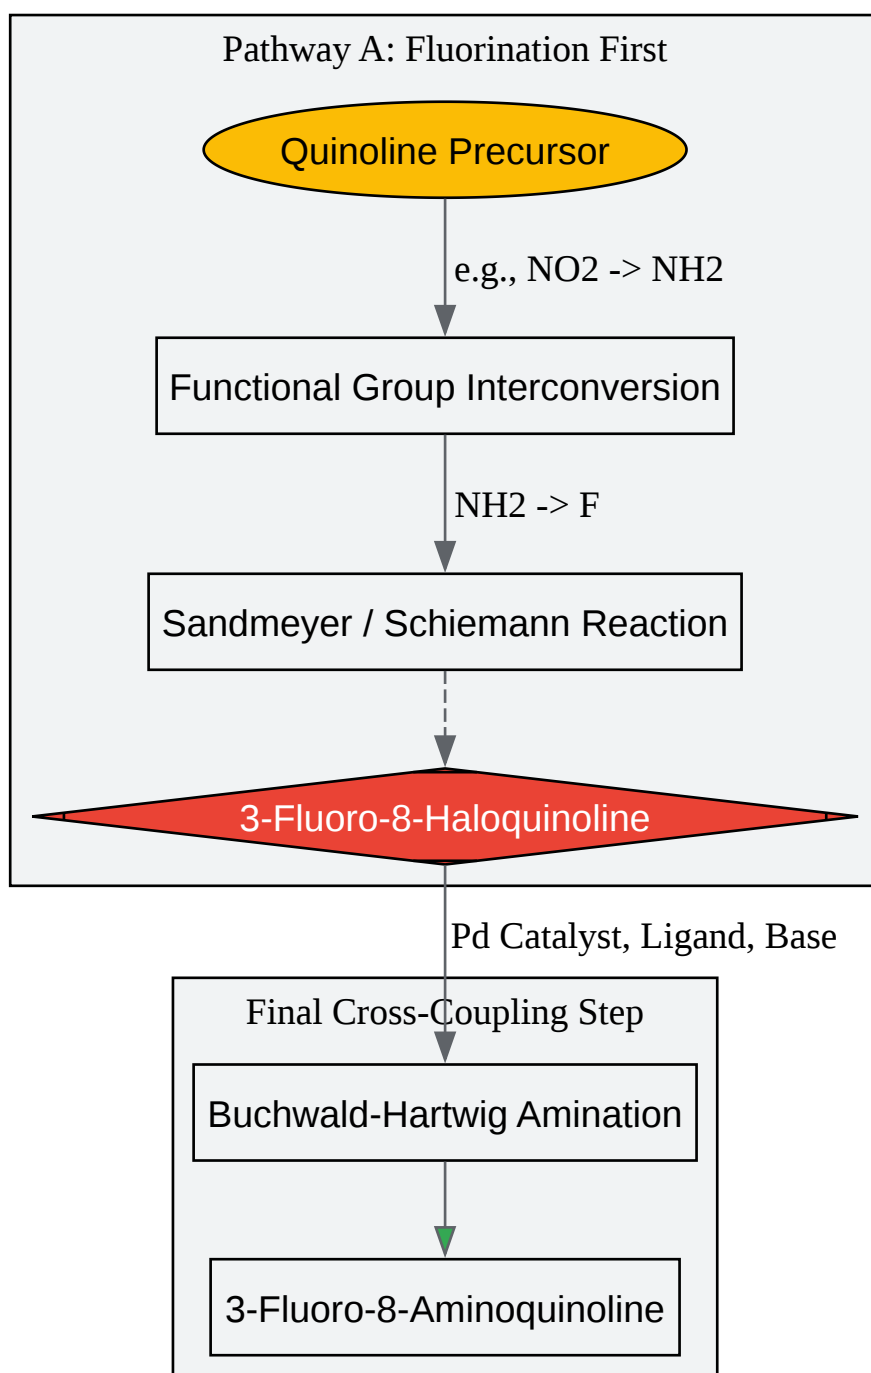 Pathway A: Fluorination First
Quinoline Precursor
e.g., NO2 -> NH2
Functional Group Interconversion
NH2 -> F
Sandmeyer / Schiemann Reaction
3-Fluoro-8-Haloquinoline
Pd Catalyst, Ligand, Base
Final Cross-Coupling Step
Buchwald-Hartwig Amination
3-Fluoro-8-Aminoquinoline